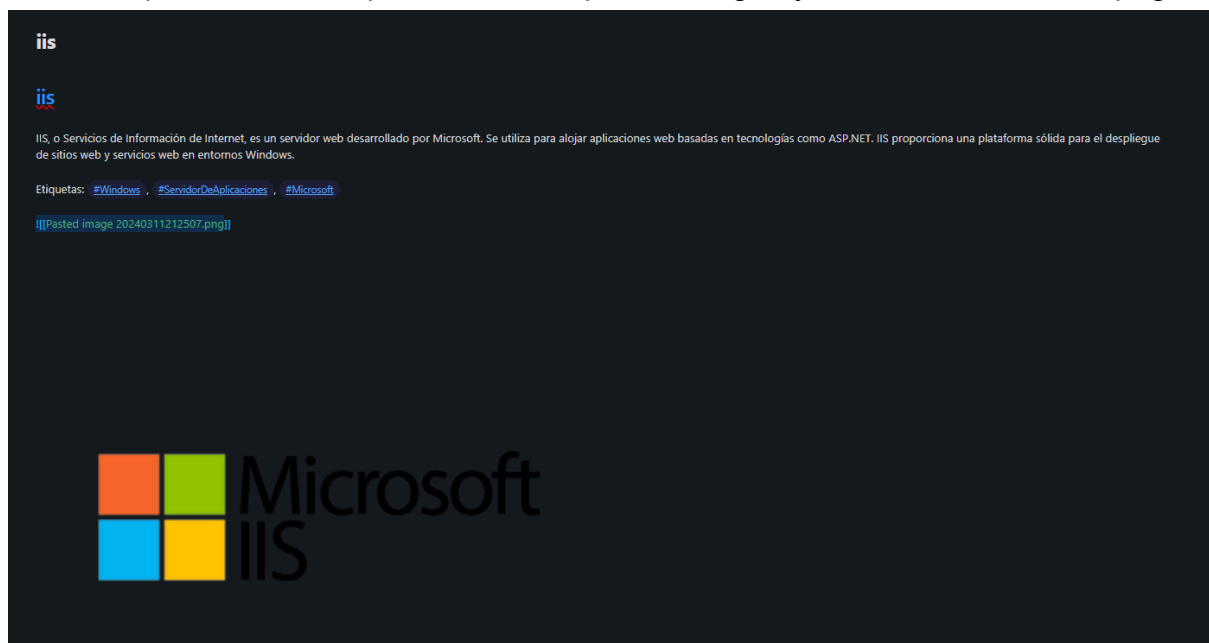 iis
iis
IIS, o Servicios de Información de Internet, es un servidor web desarrollado por Microsoft. Se utiliza para alojar aplicaciones web basadas en tecnologías como ASP.NET. IIS proporciona una plataforma sólida para el despliegue
de sitios web y servicios web en entornos Windows.
Etiquetas: #Windows , #ServidorDeAplicaciones , #Microsoft
![[Pasted image 20240311212507.png]]
Microsoft
IIS